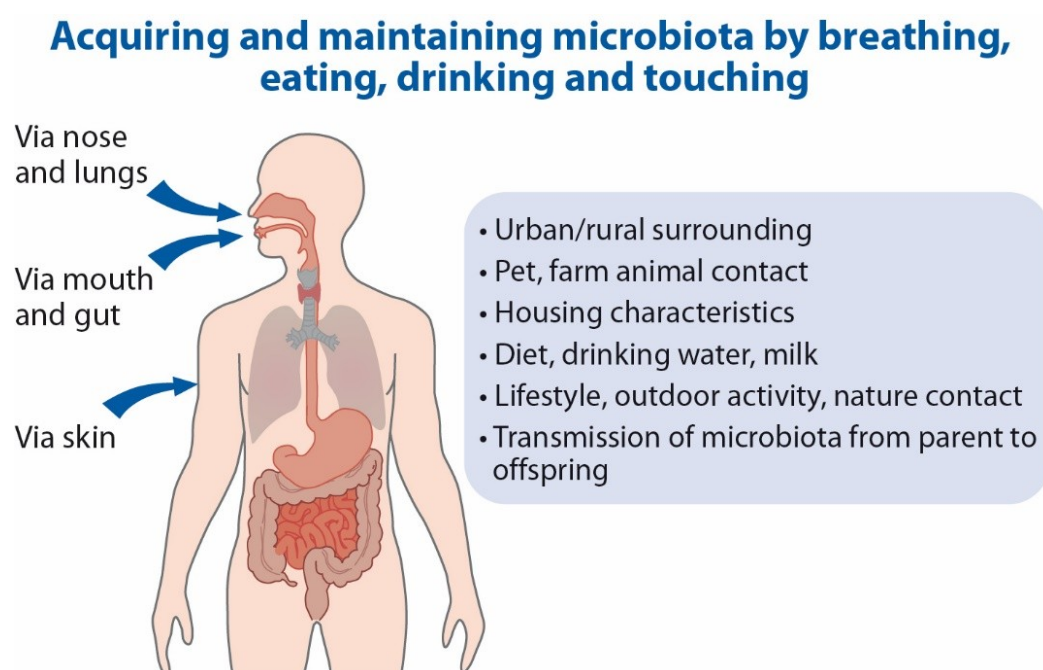 Acquiring and maintaining microbiota by breathing,
eating, drinking and touching
Via nose
and lungs
Via mouth
and gut
Via skin
• Urban/rural surrounding
• Pet, farm animal contact
• Housing characteristics
• Diet, drinking water, milk
• Lifestyle, outdoor activity, nature contact
• Transmission of microbiota from parent to
offspring